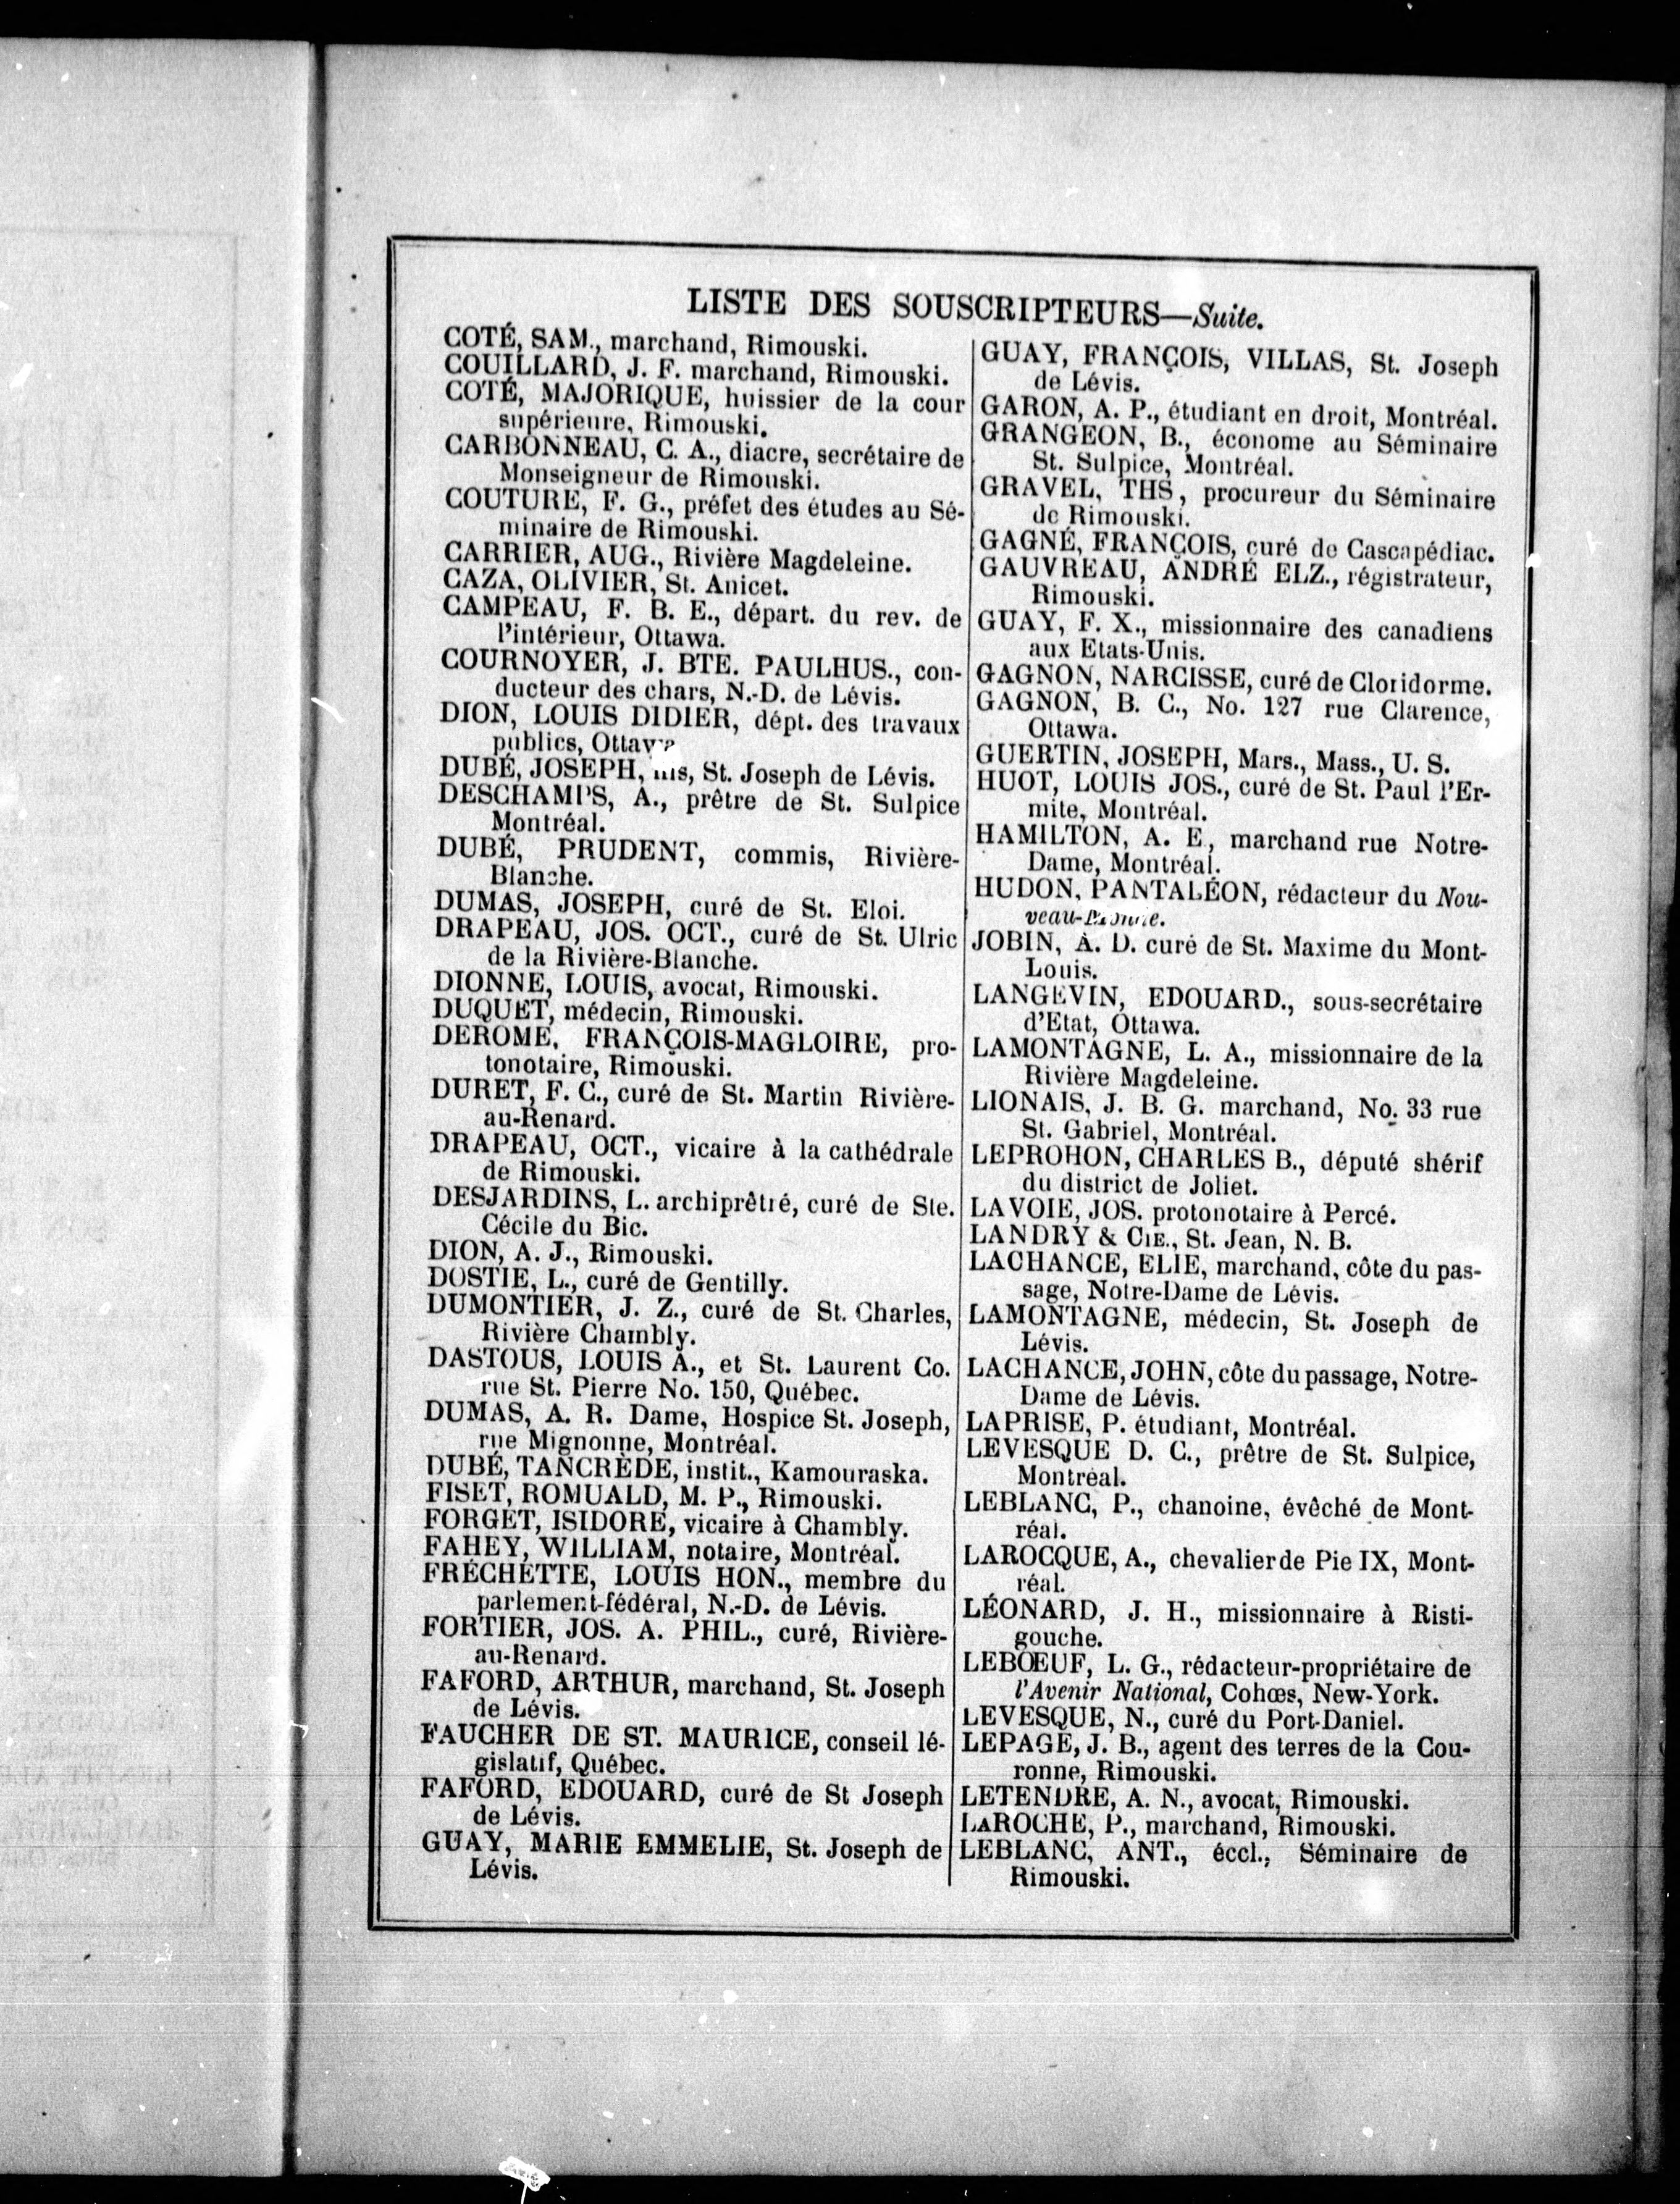 LISTE DES SOUSCRIPTEURS—Suite.
COTÉ, SAM., marchand, Rimouski.
COUILLARD, J. F. marchand, Rimouski.
COTÉ, MAJORIQUE, huissier de la cour
supérieure, Rimouski.
CARBONNEAU, C. A., diacre, secrétaire de
Monseigneur de Rimouski.
COUTURE, F. G., préfet des études au Sé-
minaire de Rimouski.
CARRIER, AUG., Rivière Magdeleine.
CAZA, OLIVIER, St. Anicet.
CAMPEAU, F. B. E., départ. du rev. de
l'intérieur, Ottawa.
COURNOYER, J. BTE. PAULHUS., con-
ducteur des chars, N.-D. de Lévis.
DION, LOUIS DIDIER, dépt. des travaux
publics, Ottawa
DUBÉ, JOSEPH, fils, St. Joseph de Lévis.
DESCHAMPS, A., prêtre de St. Sulpice
Montréal.
DUBÉ, PRUDENT, commis, Rivière-
Blanche.
DUMAS, JOSEPH, curé de St. Eloi.
DRAPEAU, JOS. OCT., curé de St. Ulric
de la Rivière-Blanche.
DIONNE, LOUIS, avocat, Rimouski.
DUQUET, médecin, Rimouski.
DEROME, FRANÇOIS-MAGLOIRE, pro-
tonotaire, Rimouski.
DURET, F. C., curé de St. Martin Rivière-
au-Renard.
DRAPEAU, OCT., vicaire à la cathédrale
de Rimouski.
DESJARDINS, L. archiprêtré, curé de Ste.
Cécile du Bic.
DION, A. J., Rimouski.
DOSTIE, L., curé de Gentilly.
DUMONTIER, J. Z., curé de St. Charles,
Rivière Chambly.
DASTOUS, LOUIS A., et St. Laurent Co.
rue St. Pierre No. 150, Québec.
DUMAS, A. R. Dame, Hospice St. Joseph,
rue Mignonne, Montréal.
DUBÉ, TANCRÈDE, instit., Kamouraska.
FISET, ROMUALD, M. P., Rimouski.
FORGET, ISIDORE, vicaire à Chambly.
FAHEY, WILLIAM, notaire, Montréal.
FRÉCHETTE, LOUIS HON., membre du
parlement-fédéral, N.-D. de Lévis.
FORTIER, JOS. A. PHIL., curé, Rivière-
au-Renard.
FAFORD, ARTHUR, marchand, St. Joseph
de Lévis.
FAUCHER DE ST. MAURICE, conseil lé-
gislatif, Québec.
FAFORD, EDOUARD, curé de St Joseph
de Lévis.
GUAY, MARIE EMMELIE, St. Joseph de
Lévis.
GUAY, FRANÇOIS, VILLAS, St. Joseph
de Lévis.
GARON, A. P., étudiant en droit, Montréal.
GRANGEON, B., économe au Séminaire
St. Sulpice, Montréal.
GRAVEL, THS, procureur du Séminaire
de Rimouski.
GAGNÉ, FRANÇOIS, curé de Cascapédiac.
GAUVREAU, ANDRÉ ELZ., régistrateur,
Rimouski.
GUAY, F. X., missionnaire des canadiens
aux Etats-Unis.
GAGNON, NARCISSE, curé de Cloridorme.
GAGNON, B. C., No. 127 rue Clarence,
Ottawa.
GUERTIN, JOSEPH, Mars., Mass., U. S.
HUOT, LOUIS JOS., curé de St. Paul l'Er-
mite, Montréal.
HAMILTON, A. E, marchand rue Notre-
Dame, Montréal.
HUDON, PANTALÉON, rédacteur du Nou-
veau-Monde.
JOBIN, A. D. curé de St. Maxime du Mont-
Louis.
LANGEVIN, EDOUARD., sous-secrétaire
d'Etat, Ottawa.
LAMONTAGNE, L. A., missionnaire de la
Rivière Magdeleine.
LIONAIS, J. B. G. marchand, No. 33 rue
St. Gabriel, Montréal.
LEPROHON, CHARLES B., député shérif
du district de Joliet.
LAVOIE, JOS. protonotaire à Percé.
LANDRY & CIE., St. Jean, N. B.
LACHANCE, ELIE, marchand, côte du pas-
sage, Notre-Dame de Lévis.
LAMONTAGNE, médecin, St. Joseph de
Lévis.
LACHANCE, JOHN, côte du passage, Notre-
Dame de Lévis.
LAPRISE, P. étudiant, Montréal.
LEVESQUE D. C., prêtre de St. Sulpice,
Montréal.
LEBLANC, P., chanoine, évêché de Mont-
réal.
LAROCQUE, A., chevalier de Pie IX, Mont-
réal.
LÉONARD, J. H., missionnaire à Risti-
gouche.
LEBŒUF, L. G., rédacteur-propriétaire de
l'Avenir National, Cohœs, New-York.
LEVESQUE, N., curé du Port-Daniel.
LEPAGE, J. B., agent des terres de la Cou-
ronne, Rimouski.
LETENDRE, A. N., avocat, Rimouski.
LAROCHE, P., marchand, Rimouski.
LEBLANC, ANT., éccl., Séminaire de
Rimouski.